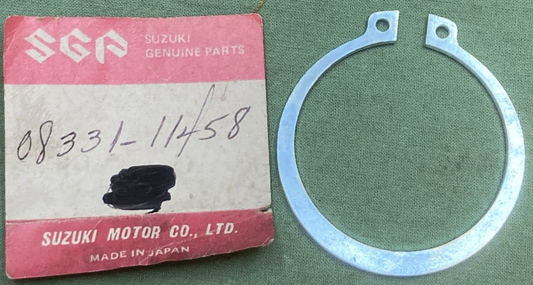 SGP
SUZUKI
GENUINE PARTS
08331-11458
SUZUKI MOTOR CO., LTD.
MADE IN JAPAN